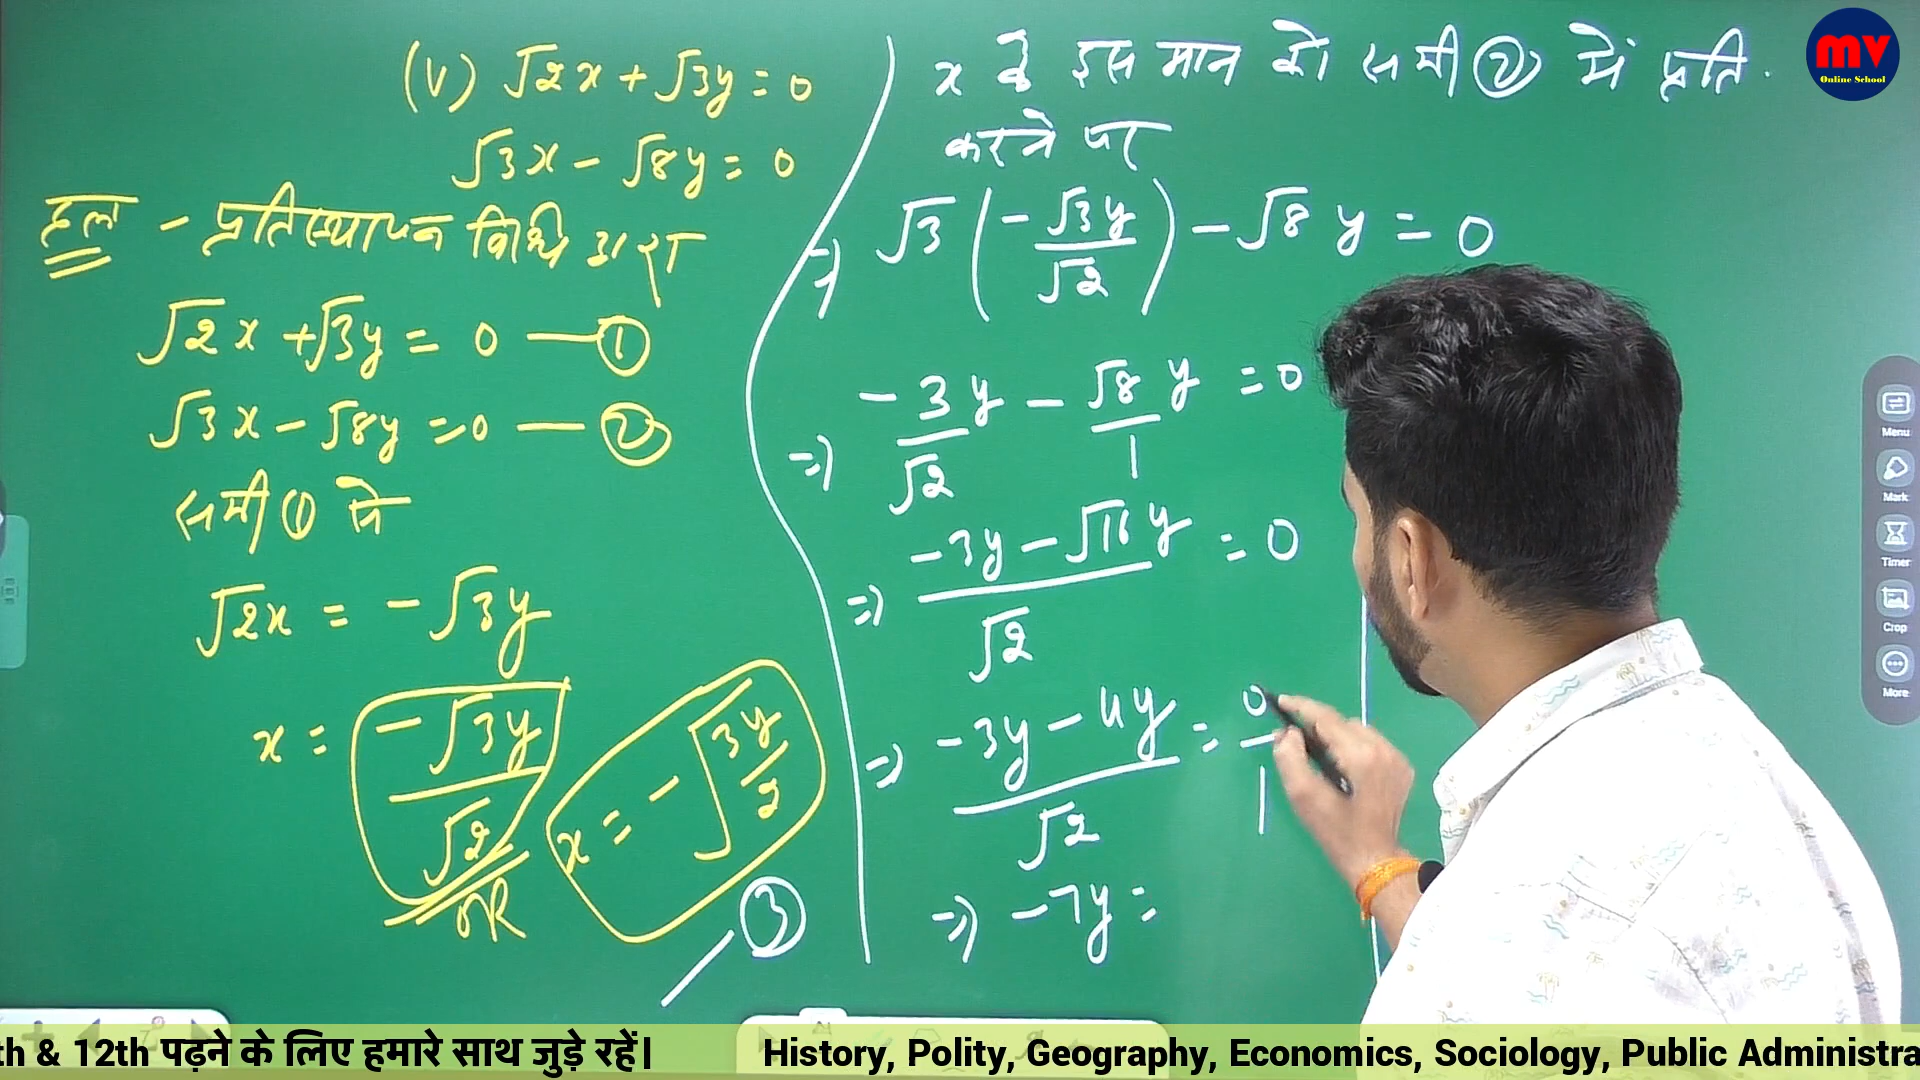 (v) √2x + √3y = 0
√3x - √8y = 0
हल - प्रतिस्थापन विधि द्वारा
√2x + √3y = 0 — ①
√3x - √8y = 0 — ②
समी ① से
√2x = - √3y
x = -√3y/√2
OR
x = -√3y/2
③
x के इस मान को समी ② में प्रति.
करने पर
⇒ √3 (-√3y/√2) - √8 y = 0
⇒ -3y/√2 - √8/1 y = 0
⇒ -3y - √16y/√2 = 0
⇒ -3y - 4y/√2 = 0/1
⇒ -7y =
mv
Online School
Menu
Mark
Timer
Crop
More
th & 12th पढ़ने के लिए हमारे साथ जुड़े रहें। History, Polity, Geography, Economics, Sociology, Public Administra